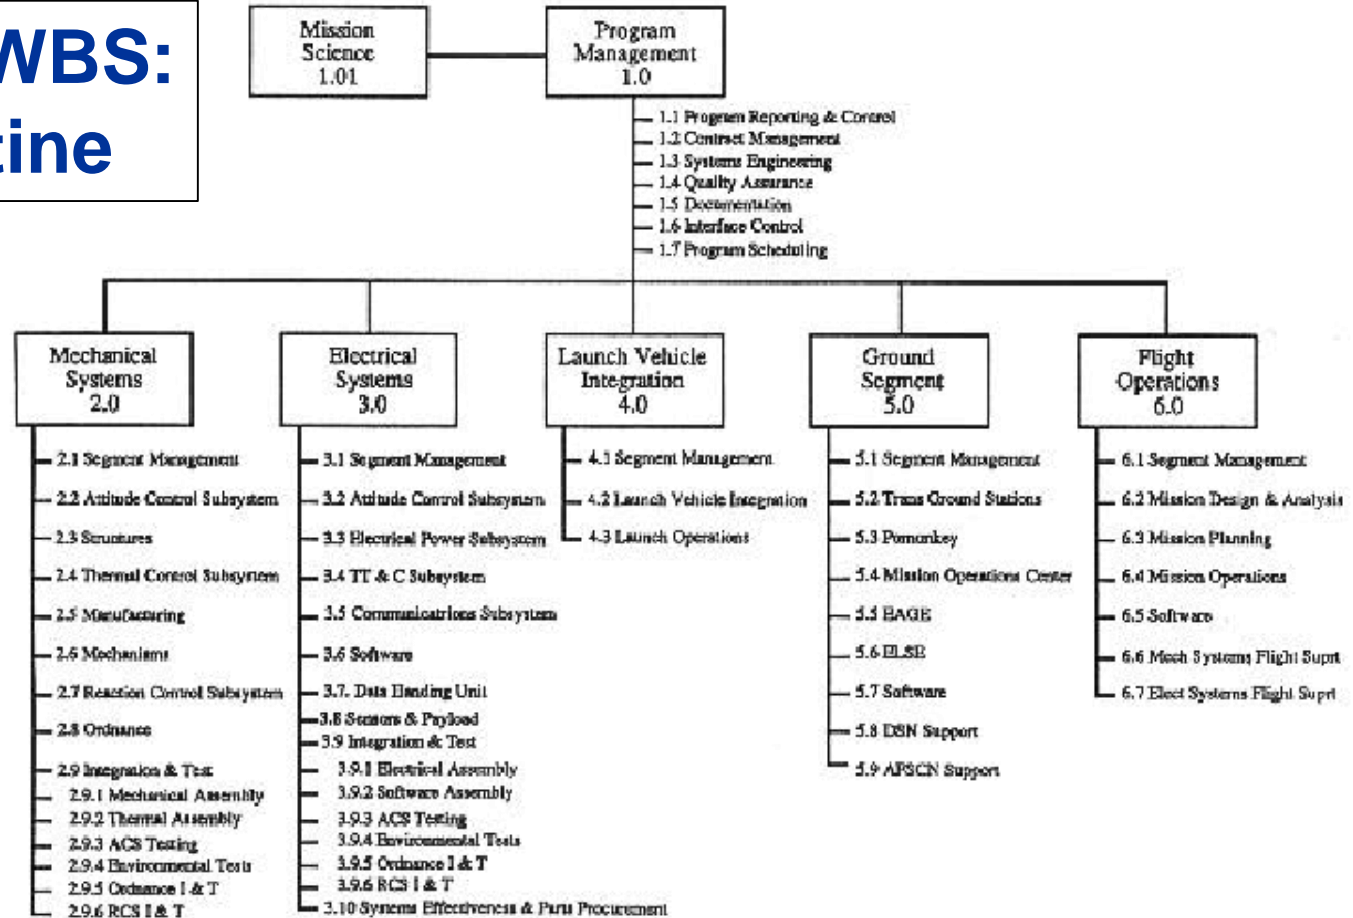 WBS:
tine
Mission
Science
1.01
Program
Management
1.0
1.1 Program Reporting & Control
1.2 Contract Management
1.3 Systems Engineering
1.4 Quality Assurance
1.5 Documentation
1.6 Interface Control
1.7 Program Scheduling
Mechanical
Systems
2.0
2.1 Segment Management
2.2 Attitude Control Subsystem
2.3 Structures
2.4 Thermal Control Subsystem
2.5 Manufacturing
2.6 Mechanisms
2.7 Reaction Control Subsystem
2.8 Ordnance
2.9 Integration & Test
2.9.1 Mechanical Assembly
2.9.2 Thermal Assembly
2.9.3 ACS Testing
2.9.4 Environmental Tests
2.9.5 Ordnance I & T
2.9.6 RCS I & T
Electrical
Systems
3.0
3.1 Segment Management
3.2 Attitude Control Subsystem
3.3 Electrical Power Subsystem
3.4 TT & C Subsystem
3.5 Communicatrions Subsystem
3.6 Software
3.7. Data Handing Unit
3.8 Sensors & Payload
3.9 Integration & Test
3.9.1 Electrical Assembly
3.9.2 Software Assembly
3.9.3 ACS Testing
3.9.4 Environmental Tests
3.9.5 Ordnance I & T
3.9.6 RCS I & T
3.10 Systems Effectiveness & Parts Procurement
Launch Vehicle
Integration
4.0
4.1 Segment Management
4.2 Launch Vehicle Integration
4.3 Launch Operations
Ground
Segment
5.0
5.1 Segment Management
5.2 Trans Ground Stations
5.3 Pomonkey
5.4 Mission Operations Center
5.5 EAGE
5.6 ELSE
5.7 Software
5.8 DSN Support
5.9 AFSCN Support
Flight
Operations
6.0
6.1 Segment Management
6.2 Mission Design & Analysis
6.3 Mission Planning
6.4 Mission Operations
6.5 Software
6.6 Mech Systems Flight Suprt
6.7 Elect Systems Flight Suprt